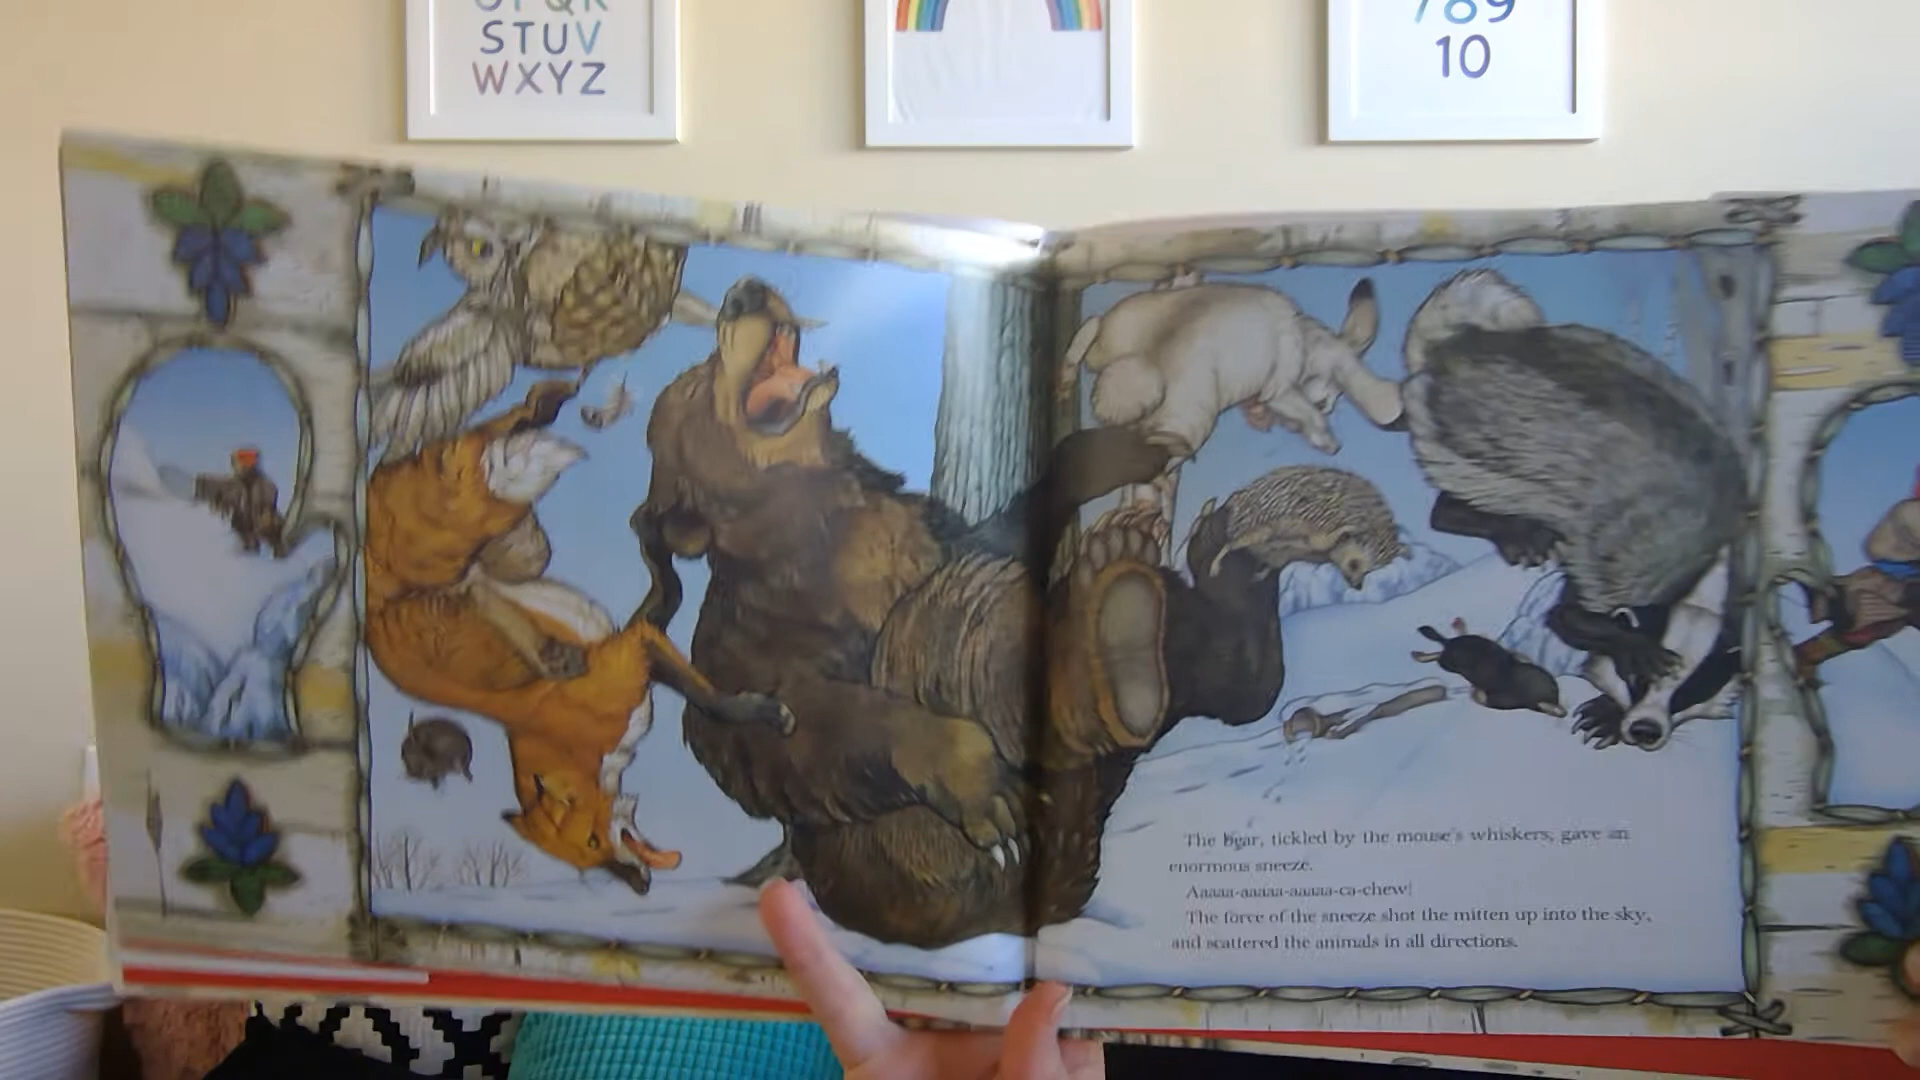 STUV
WXYZ
789
10
The bear, tickled by the mouse's whiskers, gave an
enormous sneeze.
Aaaaa-aaaaa-aaaaa-ca-chew!
The force of the sneeze shot the mitten up into the sky,
and scattered the animals in all directions.